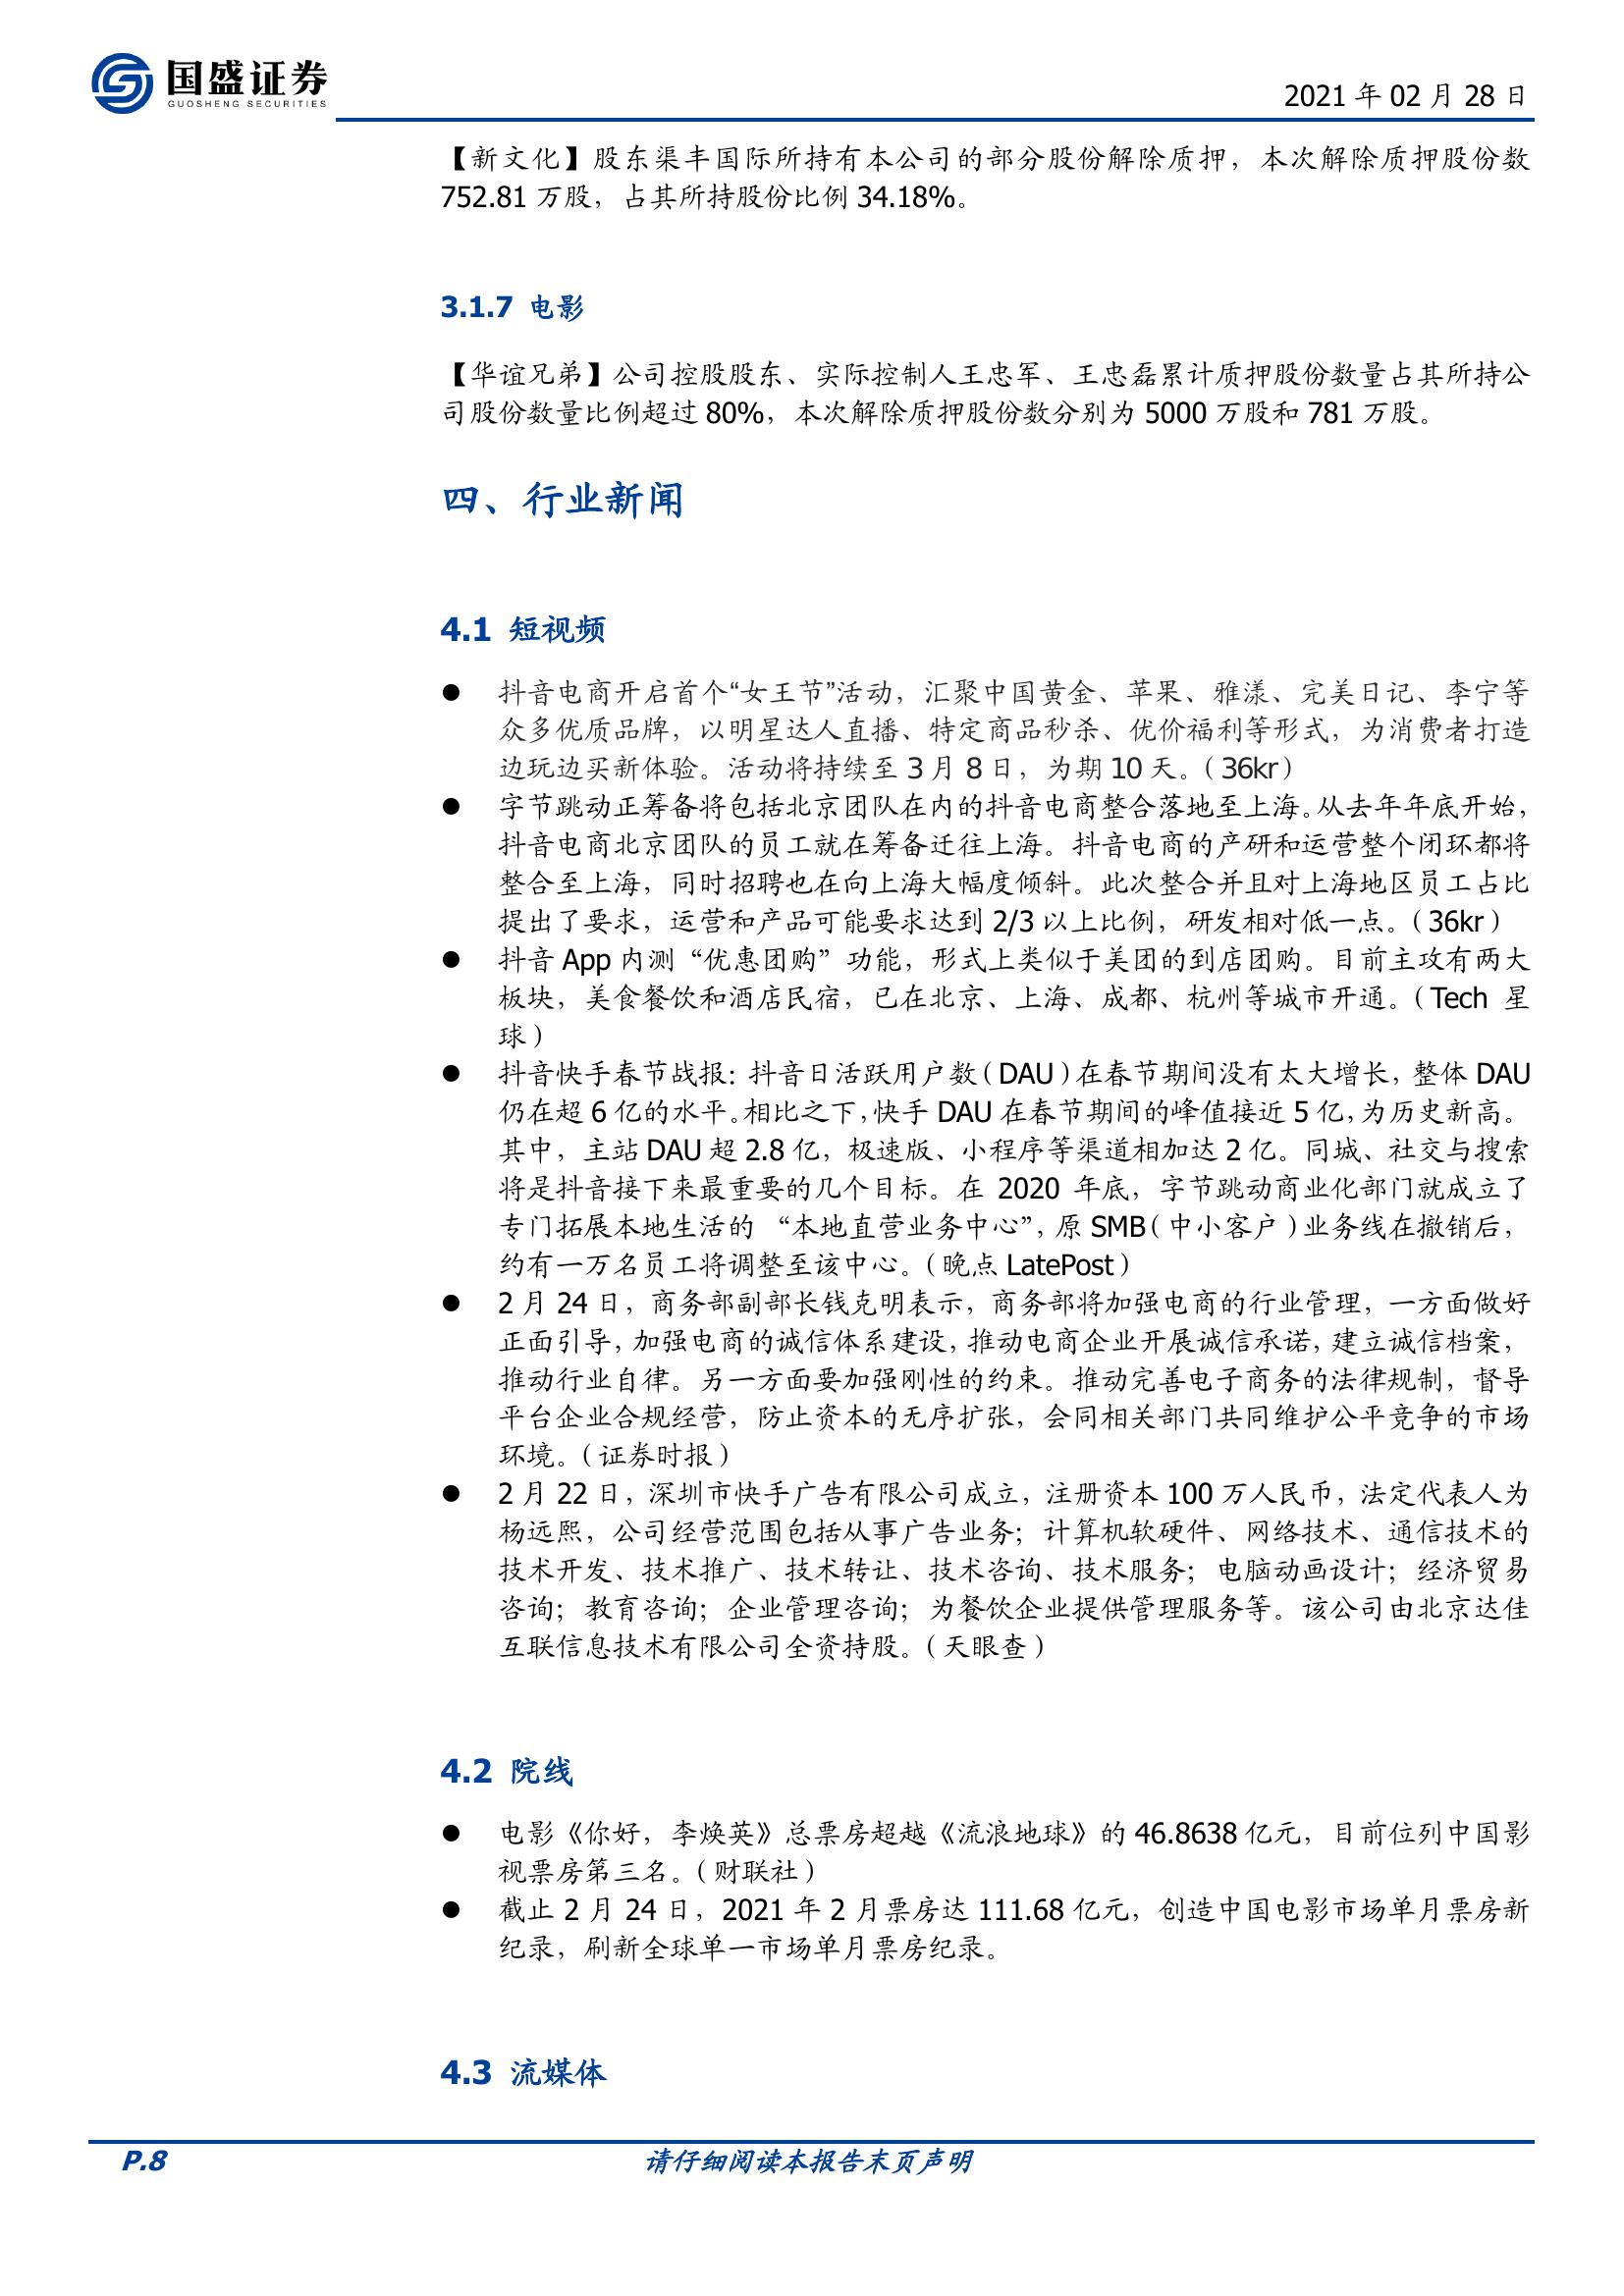 国盛证券
GUOSHENG SECURITIES
2021 年 02 月 28 日
【新文化】股东渠丰国际所持有本公司的部分股份解除质押，本次解除质押股份数
752.81 万股，占其所持股份比例 34.18%。
3.1.7 电影
【华谊兄弟】公司控股股东、实际控制人王忠军、王忠磊累计质押股份数量占其所持公
司股份数量比例超过 80%，本次解除质押股份数分别为 5000 万股和 781 万股。
四、行业新闻
4.1 短视频
● 抖音电商开启首个“女王节”活动，汇聚中国黄金、苹果、雅漾、完美日记、李宁等
众多优质品牌，以明星达人直播、特定商品秒杀、优价福利等形式，为消费者打造
边玩边买新体验。活动将持续至 3 月 8 日，为期 10 天。（36kr）
● 字节跳动正筹备将包括北京团队在内的抖音电商整合落地至上海。从去年年底开始，
抖音电商北京团队的员工就在筹备迁往上海。抖音电商的产研和运营整个闭环都将
整合至上海，同时招聘也在向上海大幅度倾斜。此次整合并且对上海地区员工占比
提出了要求，运营和产品可能要求达到 2/3 以上比例，研发相对低一点。（36kr）
● 抖音 App 内测“优惠团购”功能，形式上类似于美团的到店团购。目前主攻有两大
板块，美食餐饮和酒店民宿，已在北京、上海、成都、杭州等城市开通。（Tech 星
球）
● 抖音快手春节战报：抖音日活跃用户数（DAU）在春节期间没有太大增长，整体 DAU
仍在超 6 亿的水平。相比之下，快手 DAU 在春节期间的峰值接近 5 亿，为历史新高。
其中，主站 DAU 超 2.8 亿，极速版、小程序等渠道相加达 2 亿。同城、社交与搜索
将是抖音接下来最重要的几个目标。在 2020 年底，字节跳动商业化部门就成立了
专门拓展本地生活的 “本地直营业务中心”，原 SMB（中小客户）业务线在撤销后，
约有一万名员工将调整至该中心。（晚点 LatePost）
● 2 月 24 日，商务部副部长钱克明表示，商务部将加强电商的行业管理，一方面做好
正面引导，加强电商的诚信体系建设，推动电商企业开展诚信承诺，建立诚信档案，
推动行业自律。另一方面要加强刚性的约束。推动完善电子商务的法律规制，督导
平台企业合规经营，防止资本的无序扩张，会同相关部门共同维护公平竞争的市场
环境。（证券时报）
● 2 月 22 日，深圳市快手广告有限公司成立，注册资本 100 万人民币，法定代表人为
杨远熙，公司经营范围包括从事广告业务；计算机软硬件、网络技术、通信技术的
技术开发、技术推广、技术转让、技术咨询、技术服务；电脑动画设计；经济贸易
咨询；教育咨询；企业管理咨询；为餐饮企业提供管理服务等。该公司由北京达佳
互联信息技术有限公司全资持股。（天眼查）
4.2 院线
● 电影《你好，李焕英》总票房超越《流浪地球》的 46.8638 亿元，目前位列中国影
视票房第三名。（财联社）
● 截止 2 月 24 日，2021 年 2 月票房达 111.68 亿元，创造中国电影市场单月票房新
纪录，刷新全球单一市场单月票房纪录。
4.3 流媒体
P.8
请仔细阅读本报告末页声明